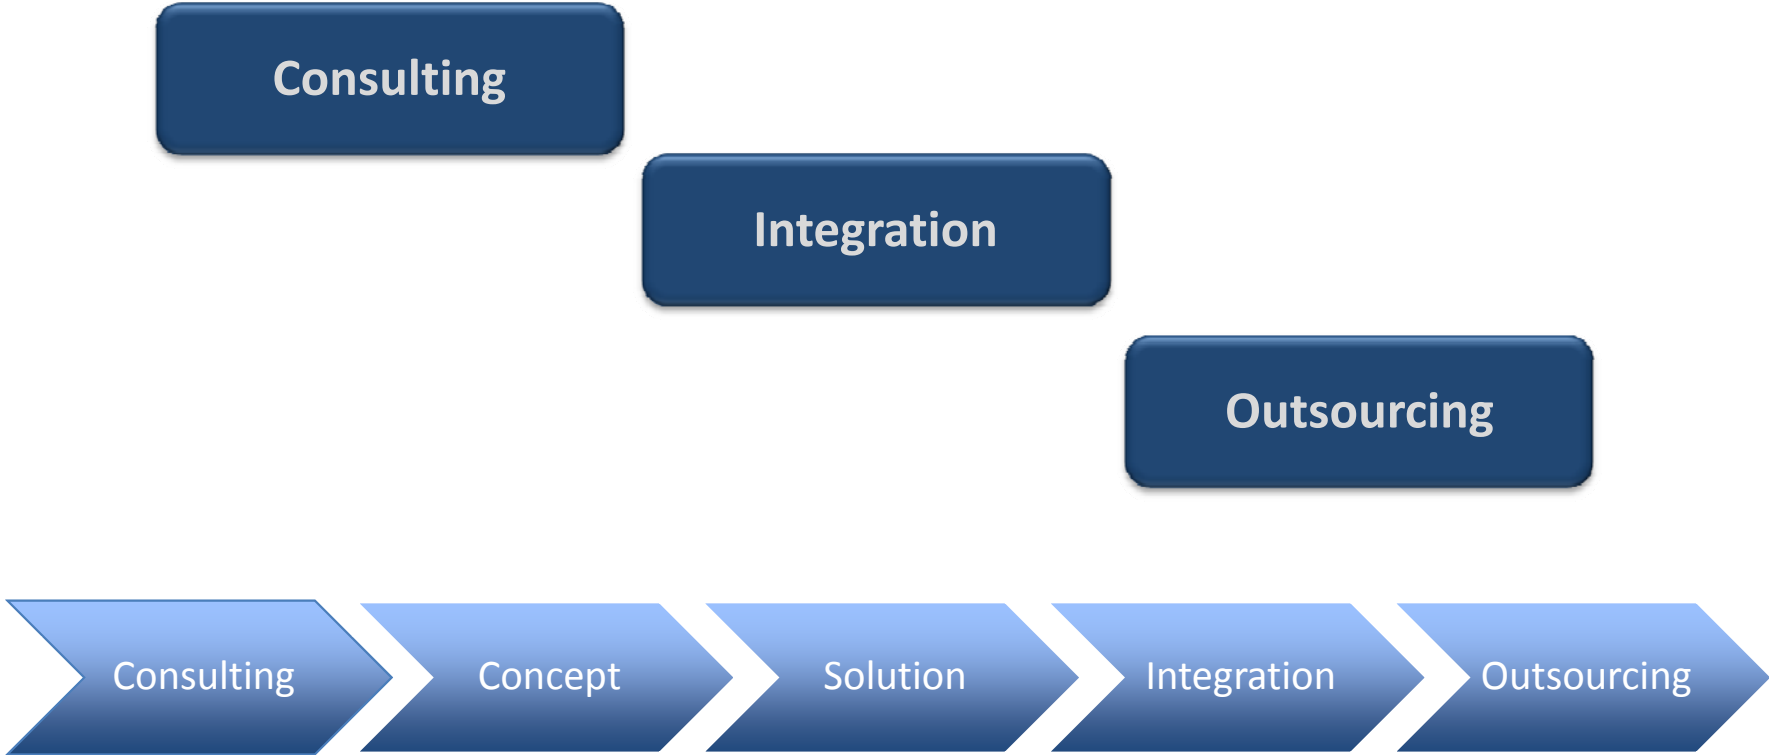 Consulting
Integration
Outsourcing
Consulting
Concept
Solution
Integration
Outsourcing